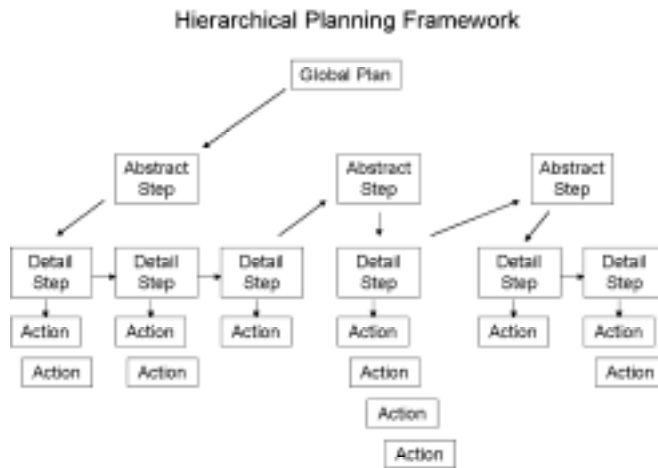 Hierarchical Planning Framework
Global Plan
Abstract
Step
Abstract
Step
Abstract
Step
Detail
Step
Detail
Step
Detail
Step
Detail
Step
Detail
Step
Detail
Step
Action
Action
Action
Action
Action
Action
Action
Action
Action
Action
Action
Action